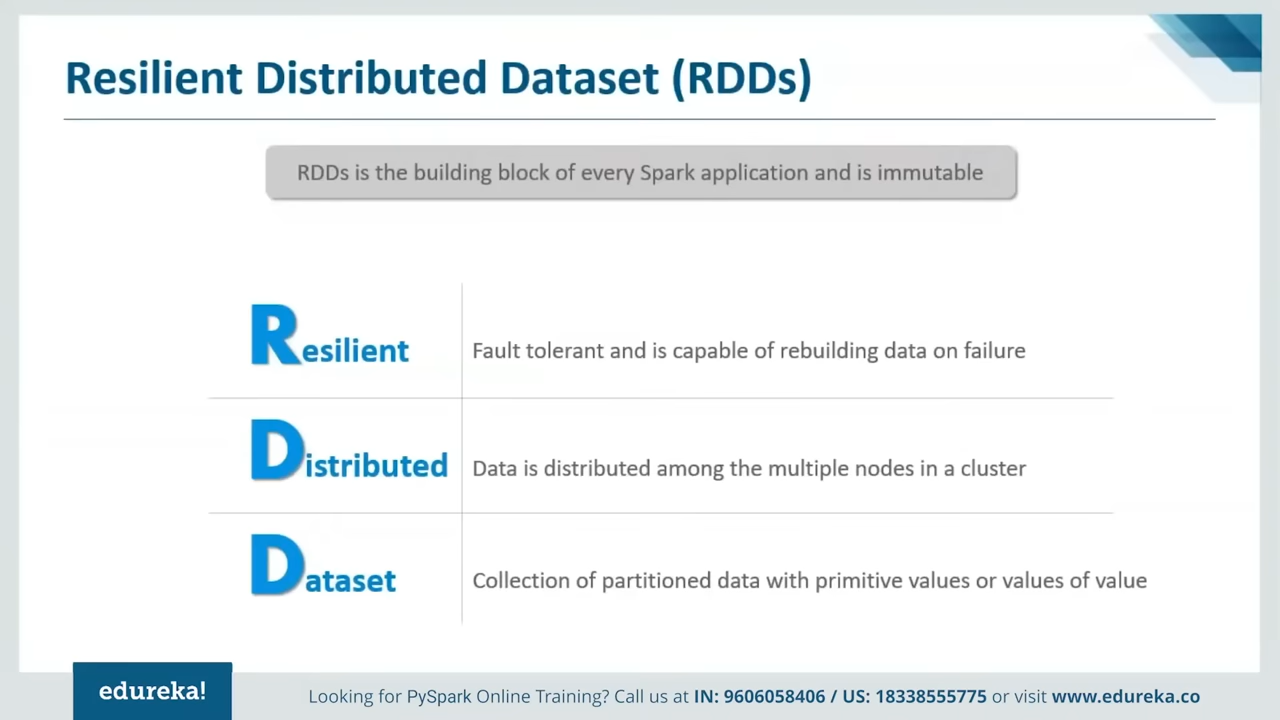 Resilient Distributed Dataset (RDDs)
RDDs is the building block of every Spark application and is immutable
Resilient
Fault tolerant and is capable of rebuilding data on failure
Distributed
Data is distributed among the multiple nodes in a cluster
Dataset
Collection of partitioned data with primitive values or values of value
edureka!
Looking for PySpark Online Training? Call us at IN: 9606058406 / US: 18338555775 or visit www.edureka.co